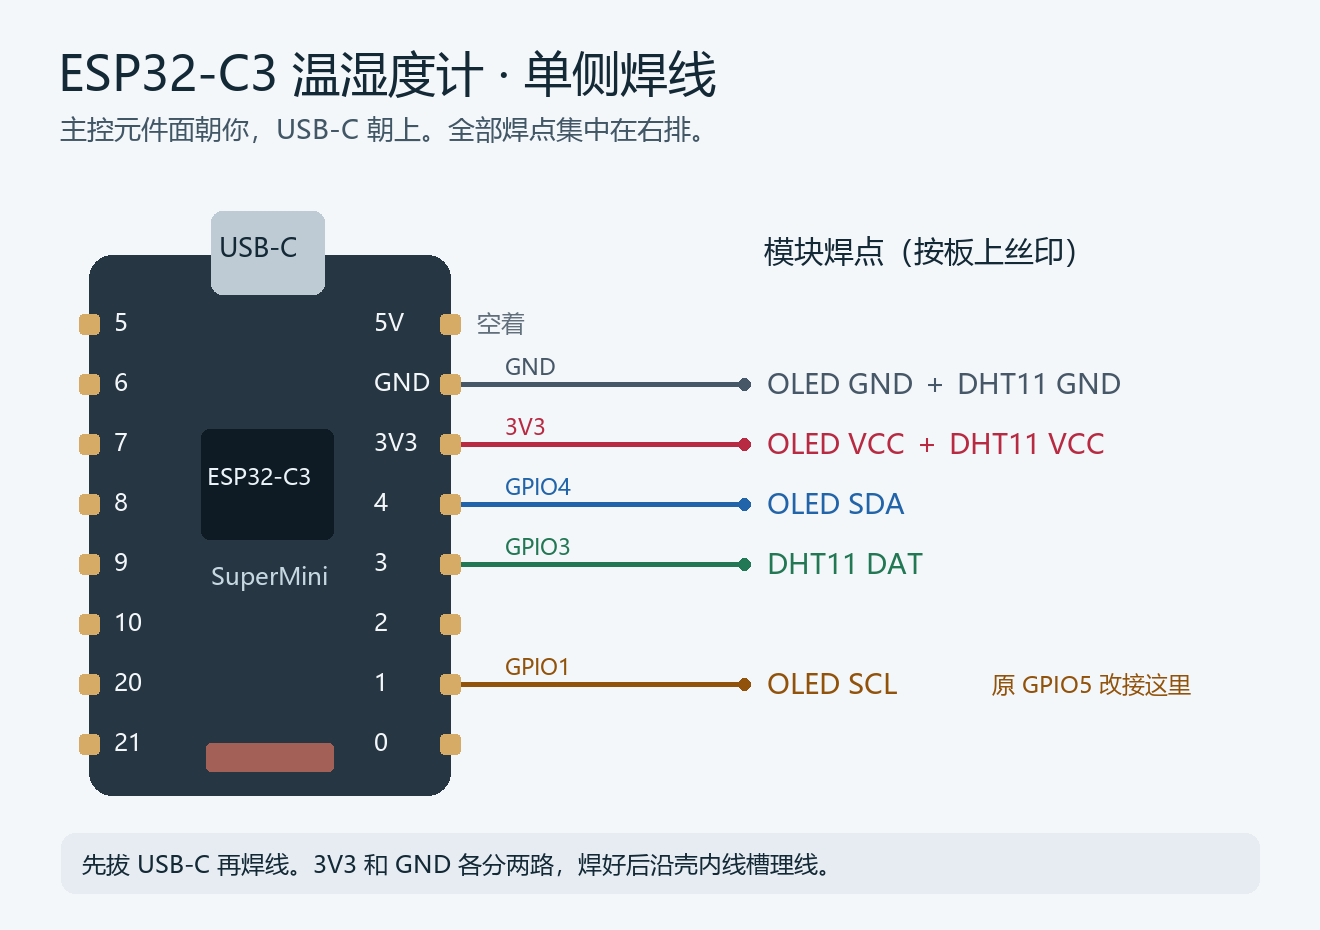 ESP32-C3 温湿度计 · 单侧焊线
主控元件面朝你，USB-C 朝上。全部焊点集中在右排。
USB-C
模块焊点（按板上丝印）
5 5V 空着
6 GND GND OLED GND + DHT11 GND
7 3V3 3V3 OLED VCC + DHT11 VCC
ESP32-C3
8 4 GPIO4 OLED SDA
9 3 GPIO3 DHT11 DAT
SuperMini
10 2
20 1 GPIO1 OLED SCL 原 GPIO5 改接这里
21 0
先拔 USB-C 再焊线。3V3 和 GND 各分两路，焊好后沿壳内线槽理线。